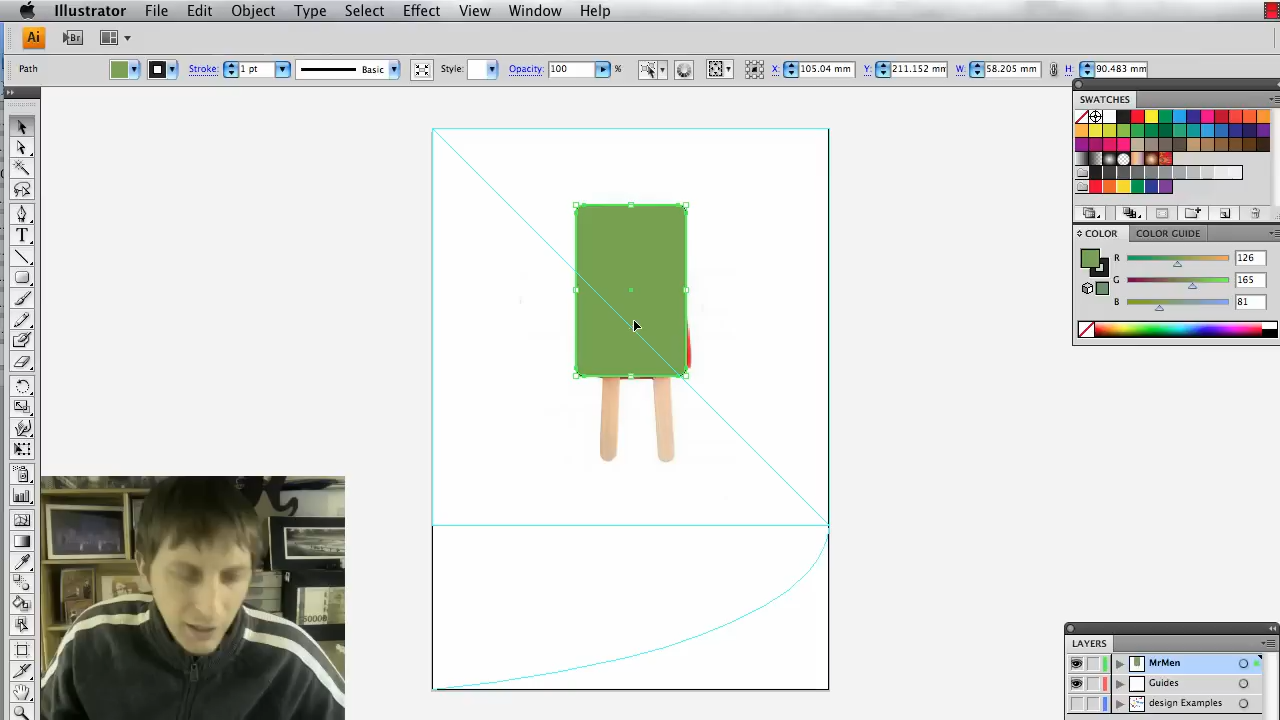 Illustrator File Edit Object Type Select Effect View Window Help
Ai Br
Path Stroke: 1 pt Basic Style: Opacity: 100 % X: 105.04 mm Y: 211.152 mm W: 58.205 mm H: 90.483 mm
SWATCHES
COLOR COLOR GUIDE
R 126
G 165
B 81
T
50000
LAYERS
MrMen
Guides
design Examples